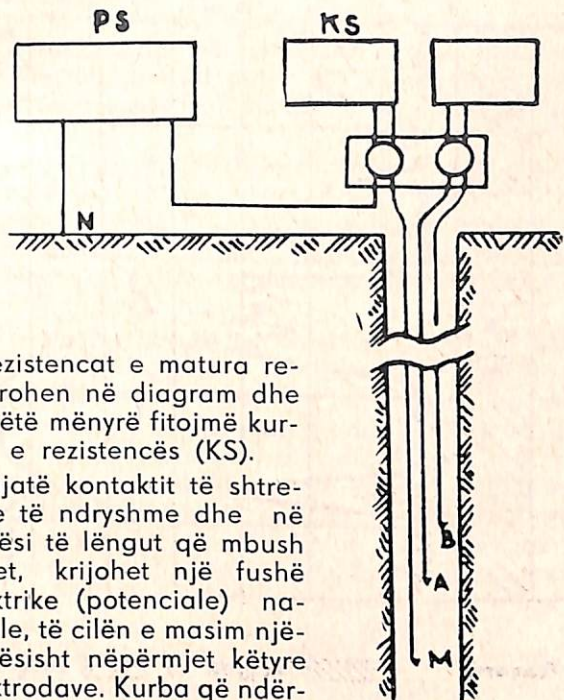 PS
KS
N
ezistencat e matura re-
rohen në diagram dhe
ëtë mënyrë fitojmë kur-
e rezistencës (KS).
jatë kontaktit të shtre-
e të ndryshme dhe në
ësi të lëngut që mbush
et, krijohet një fushë
ktrike (potenciale) na-
le, të cilën e masim një-
ësisht nëpërmjet këtyre
ktrodave. Kurba që ndër-
B
A
M